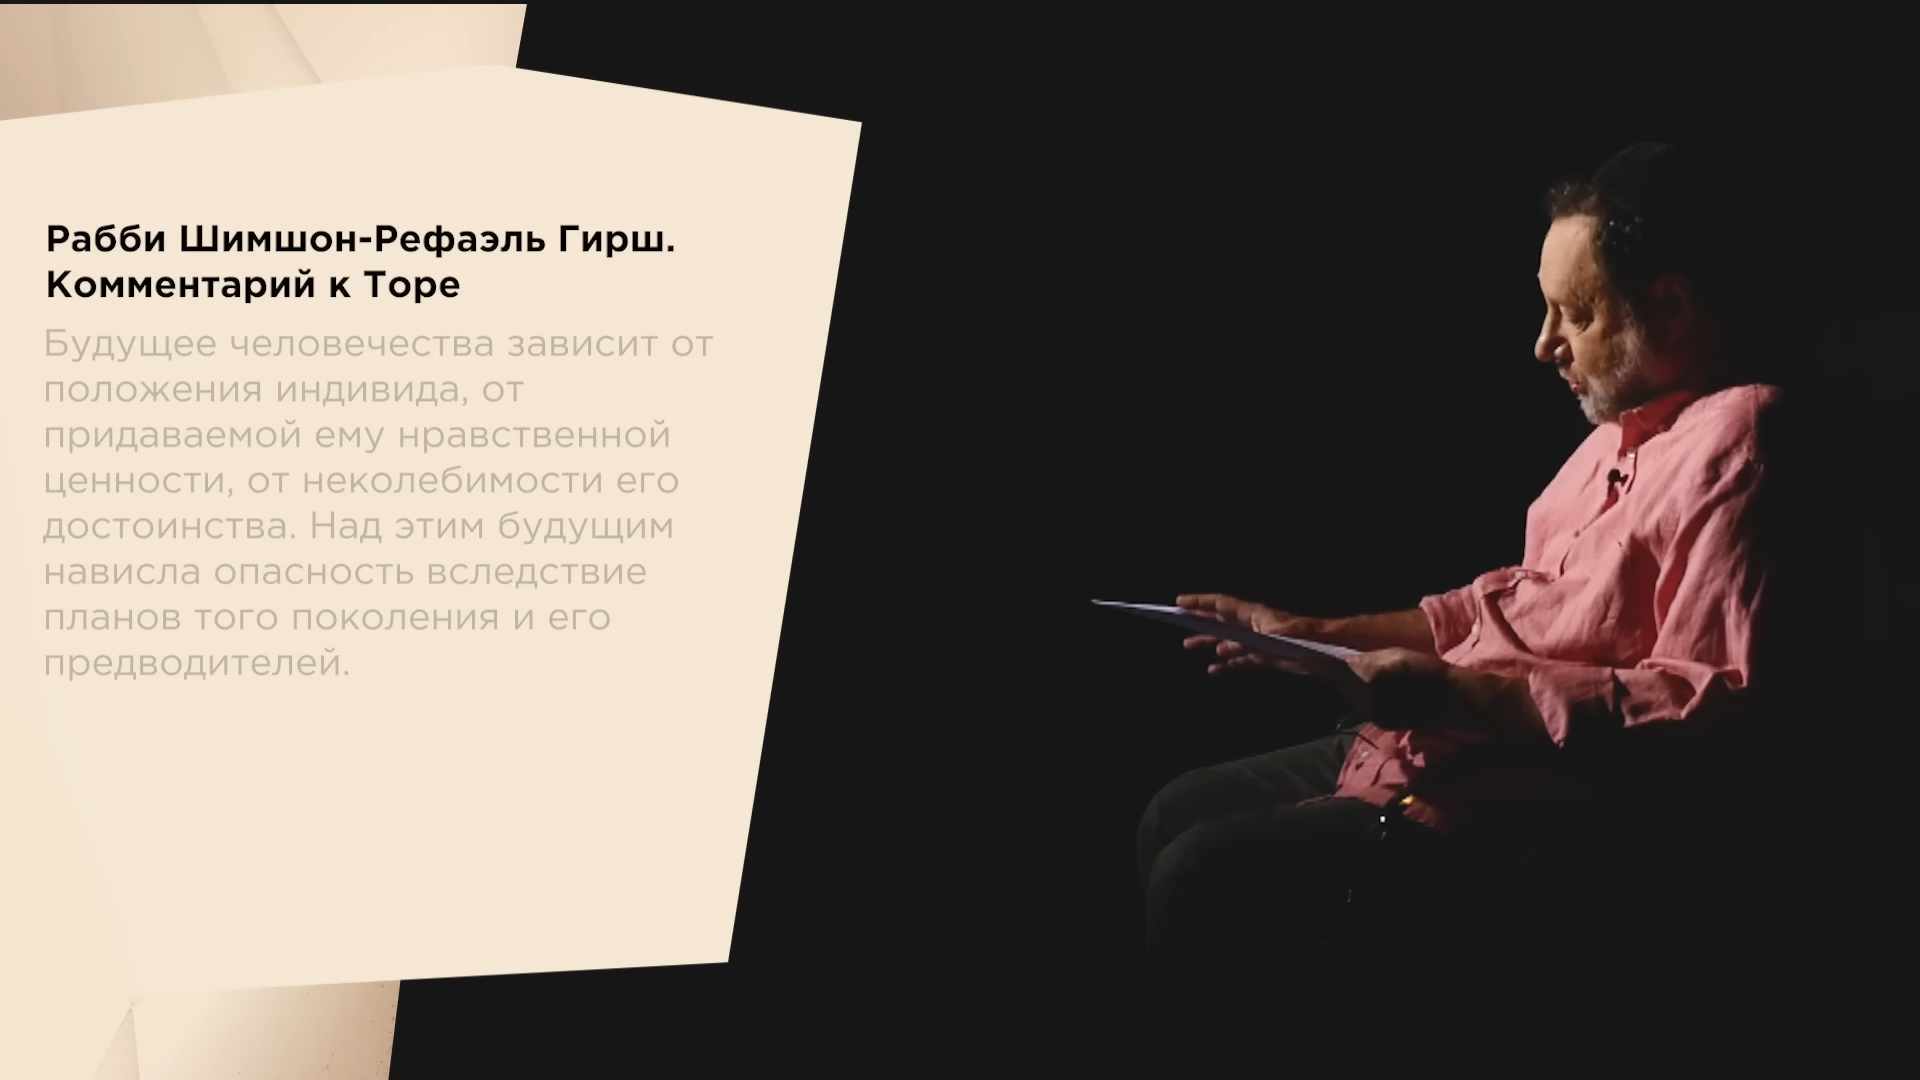 Рабби Шимшон-Рефаэль Гирш.
Комментарий к Торе
Будущее человечества зависит от
положения индивида, от
придаваемой ему нравственной
ценности, от неколебимости его
достоинства. Над этим будущим
нависла опасность вследствие
планов того поколения и его
предводителей.